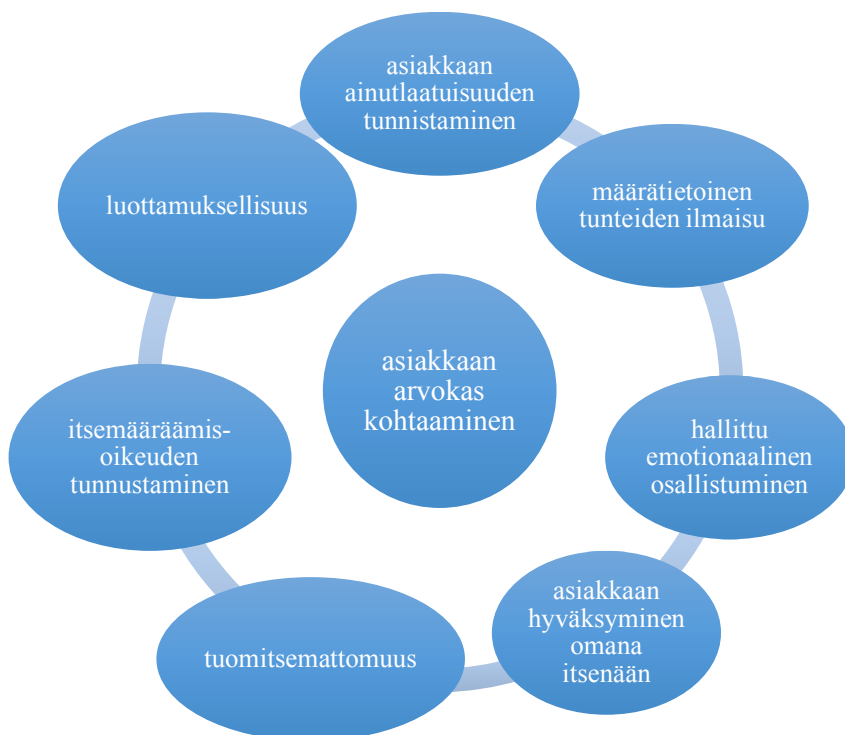 asiakkaan
ainutlaatuisuuden
tunnistaminen
määrätietoinen
tunteiden ilmaisu
hallittu
emotionaalinen
osallistuminen
asiakkaan
hyväksyminen
omana
itsenään
tuomitsemattomuus
itsemääräämis-
oikeuden
tunnustaminen
luottamuksellisuus
asiakkaan
arvokas
kohtaaminen